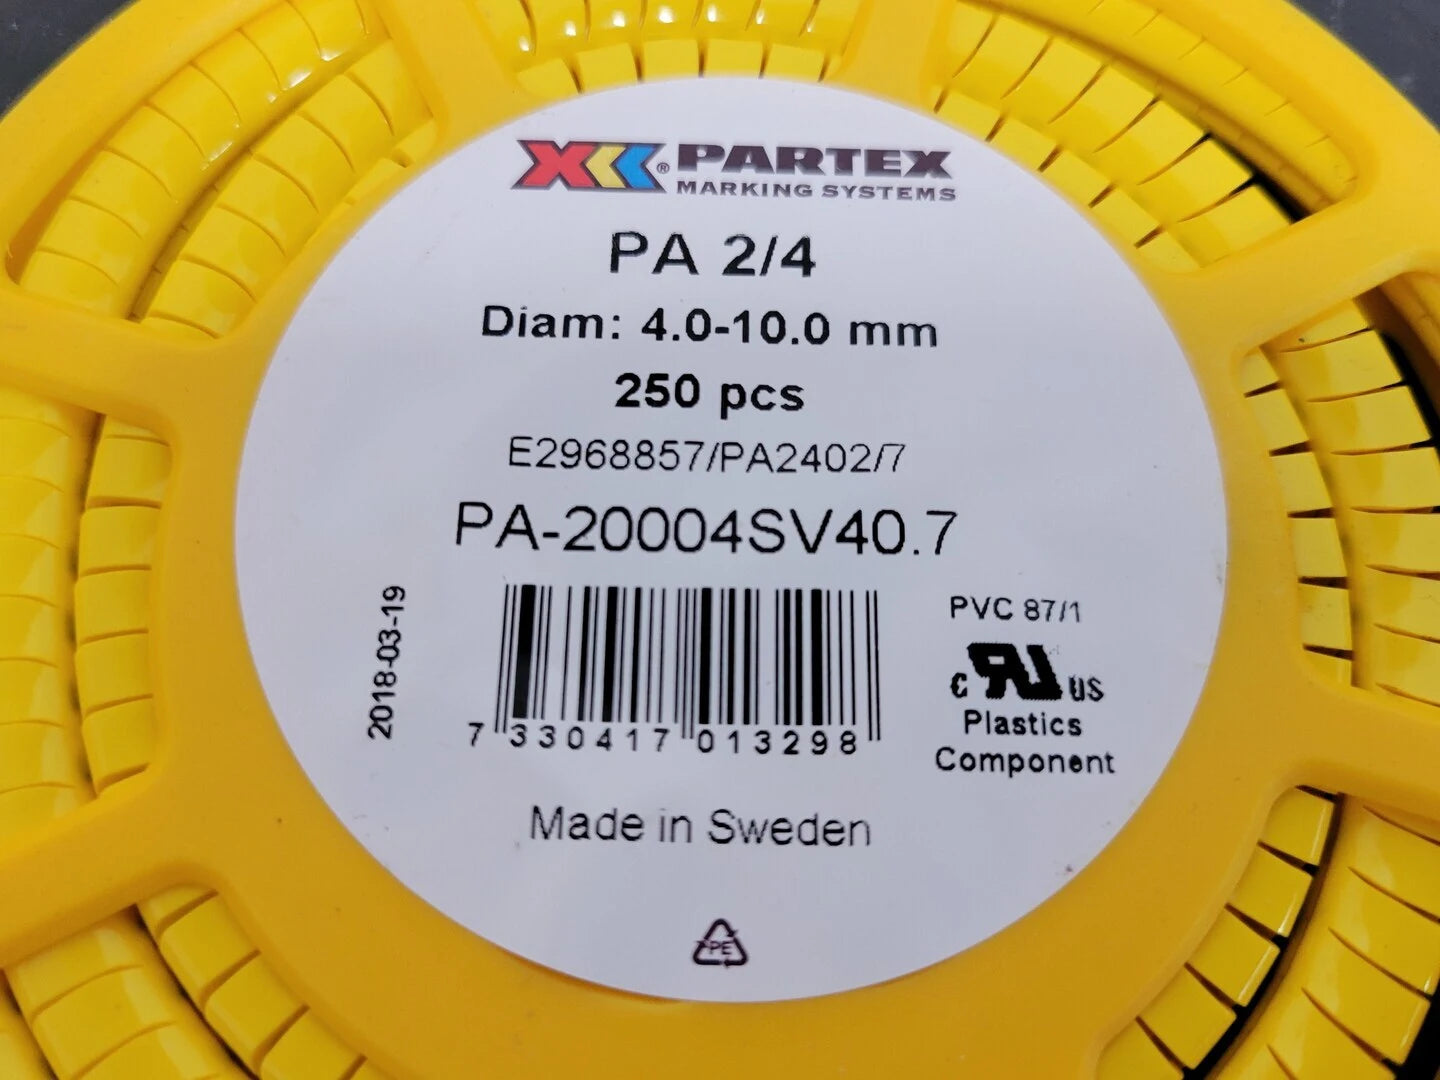 ® PARTEX
MARKING SYSTEMS
PA 2/4
Diam: 4.0-10.0 mm
250 pcs
E2968857/PA2402/7
PA-20004SV40.7
2018-03-19
7 330417 013298
PVC 87/1
c RU US
Plastics
Component
Made in Sweden
PE